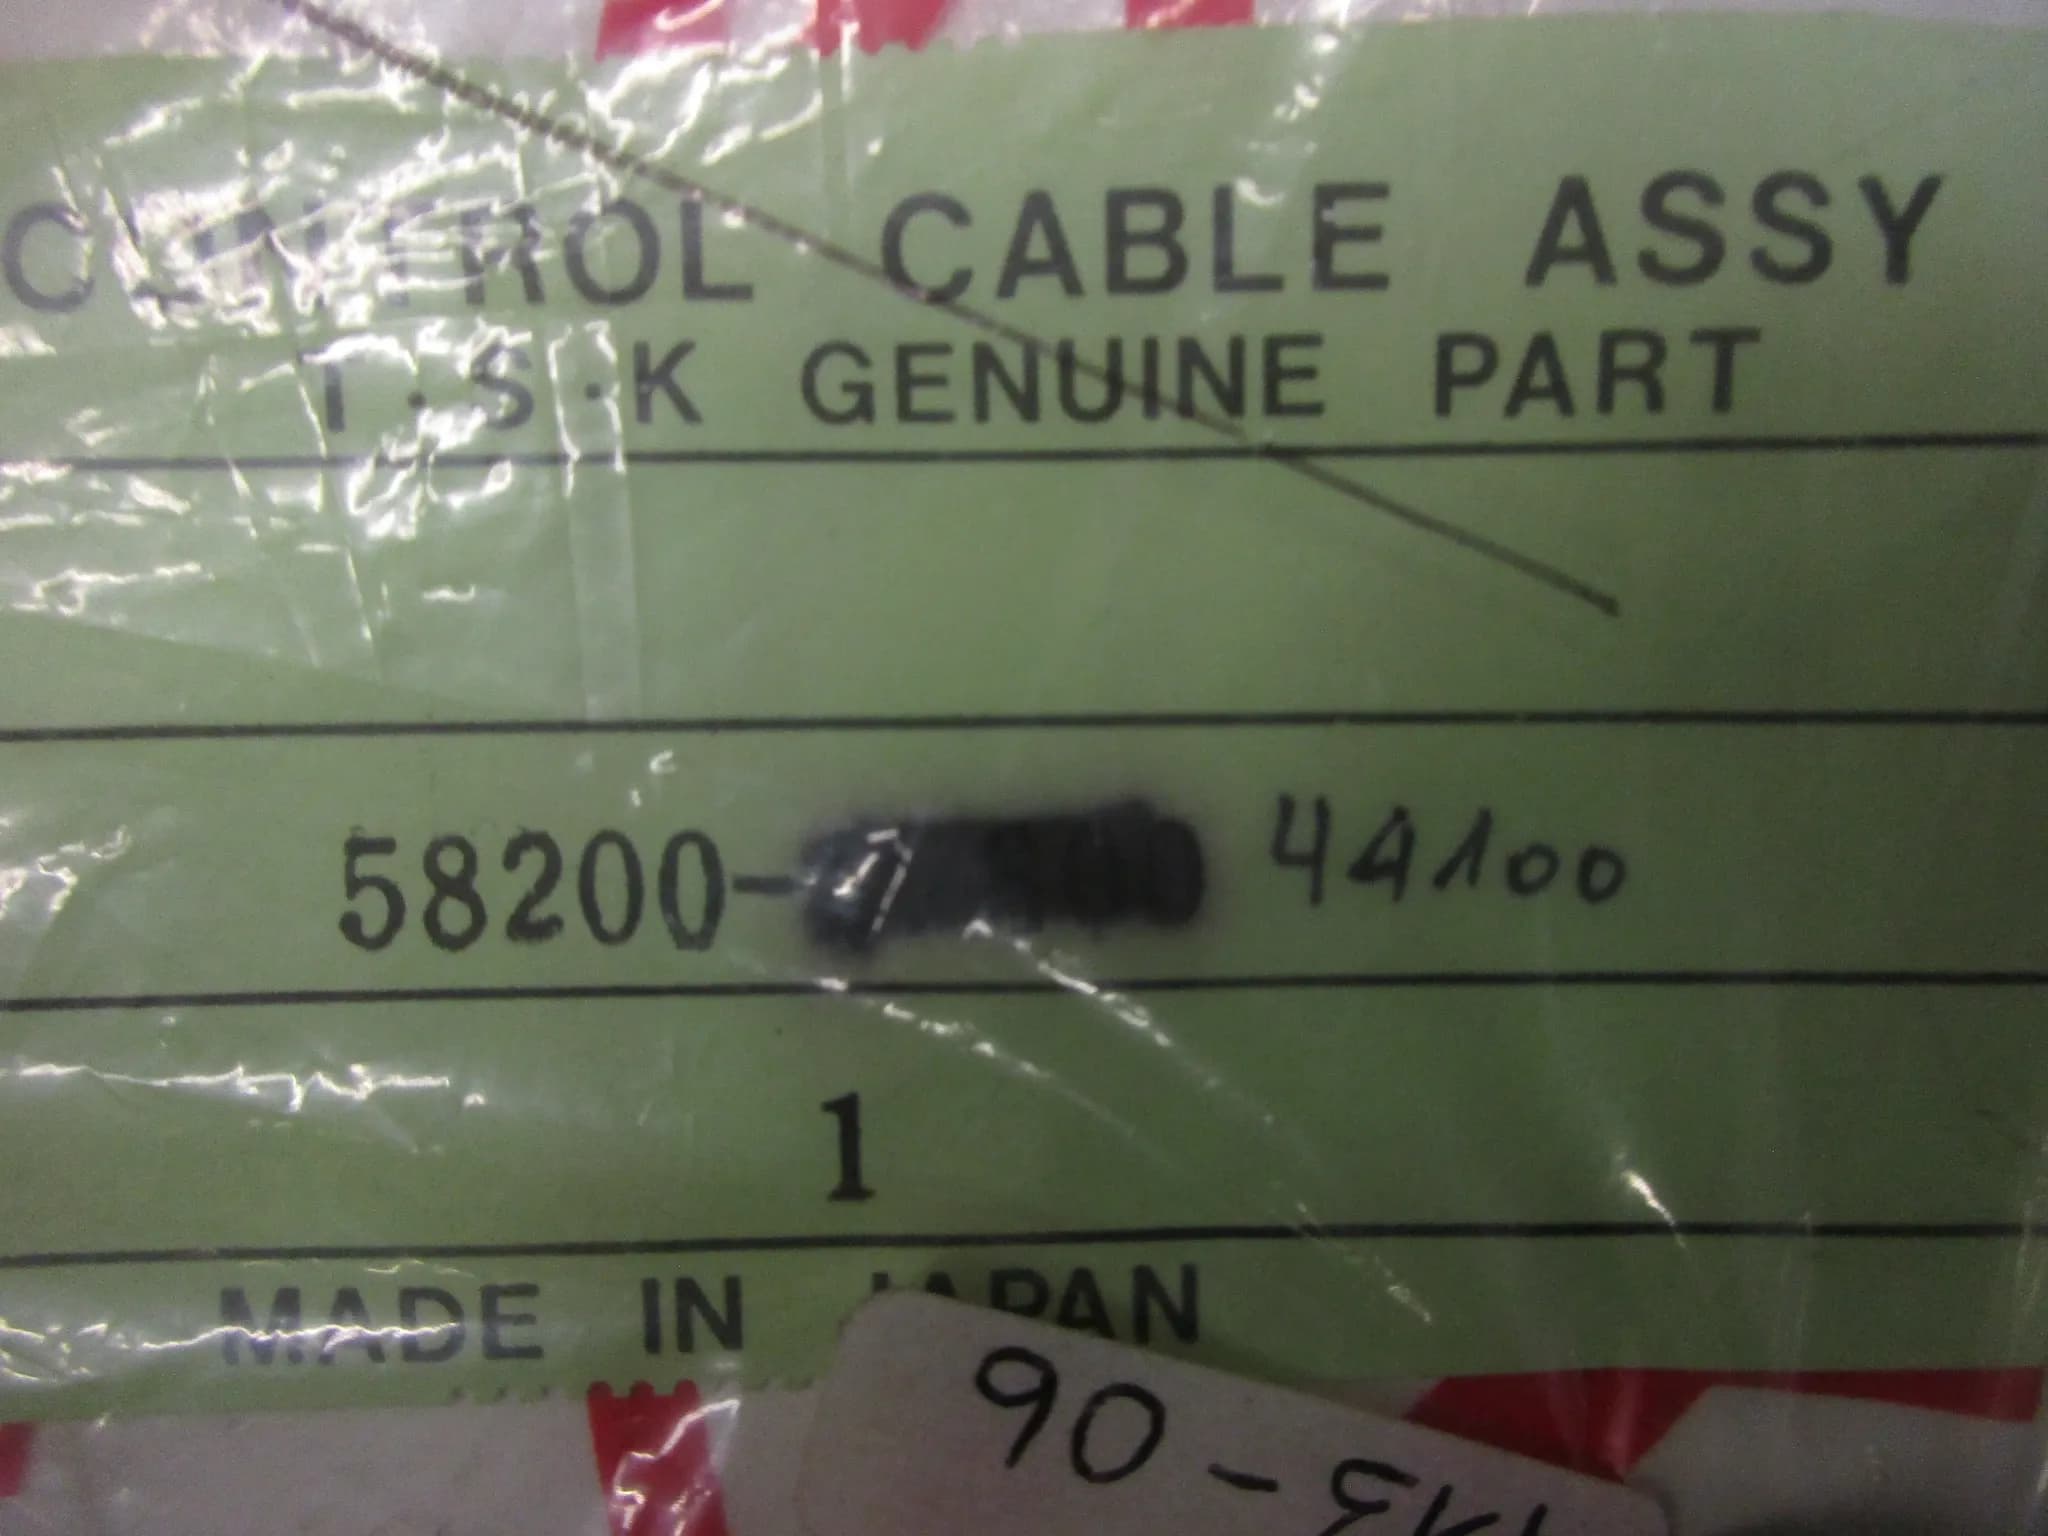 CONTROL CABLE ASSY
T·S·K GENUINE PART
58200- 44100
1
MADE IN JAPAN
90-